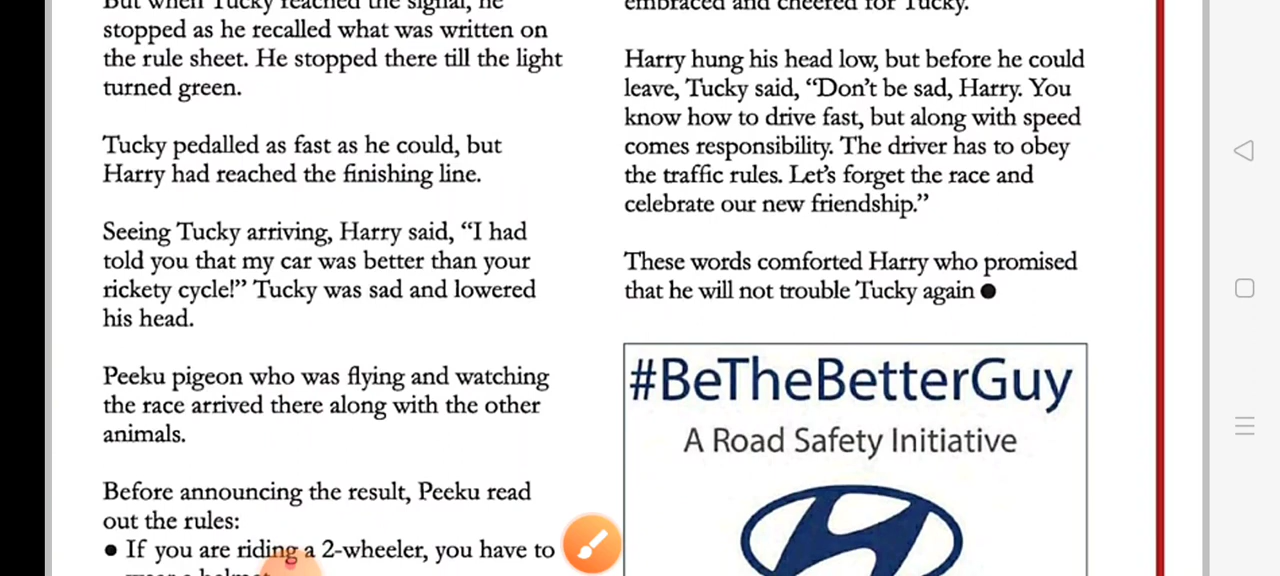 But when Tucky reached the signal, he
stopped as he recalled what was written on
the rule sheet. He stopped there till the light
turned green.
Tucky pedalled as fast as he could, but
Harry had reached the finishing line.
Seeing Tucky arriving, Harry said, “I had
told you that my car was better than your
rickety cycle!” Tucky was sad and lowered
his head.
Peeku pigeon who was flying and watching
the race arrived there along with the other
animals.
Before announcing the result, Peeku read
out the rules:
● If you are riding a 2-wheeler, you have to
embraced and cheered for Tucky.
Harry hung his head low, but before he could
leave, Tucky said, “Don’t be sad, Harry. You
know how to drive fast, but along with speed
comes responsibility. The driver has to obey
the traffic rules. Let’s forget the race and
celebrate our new friendship.”
These words comforted Harry who promised
that he will not trouble Tucky again ●
#BeTheBetterGuy
A Road Safety Initiative